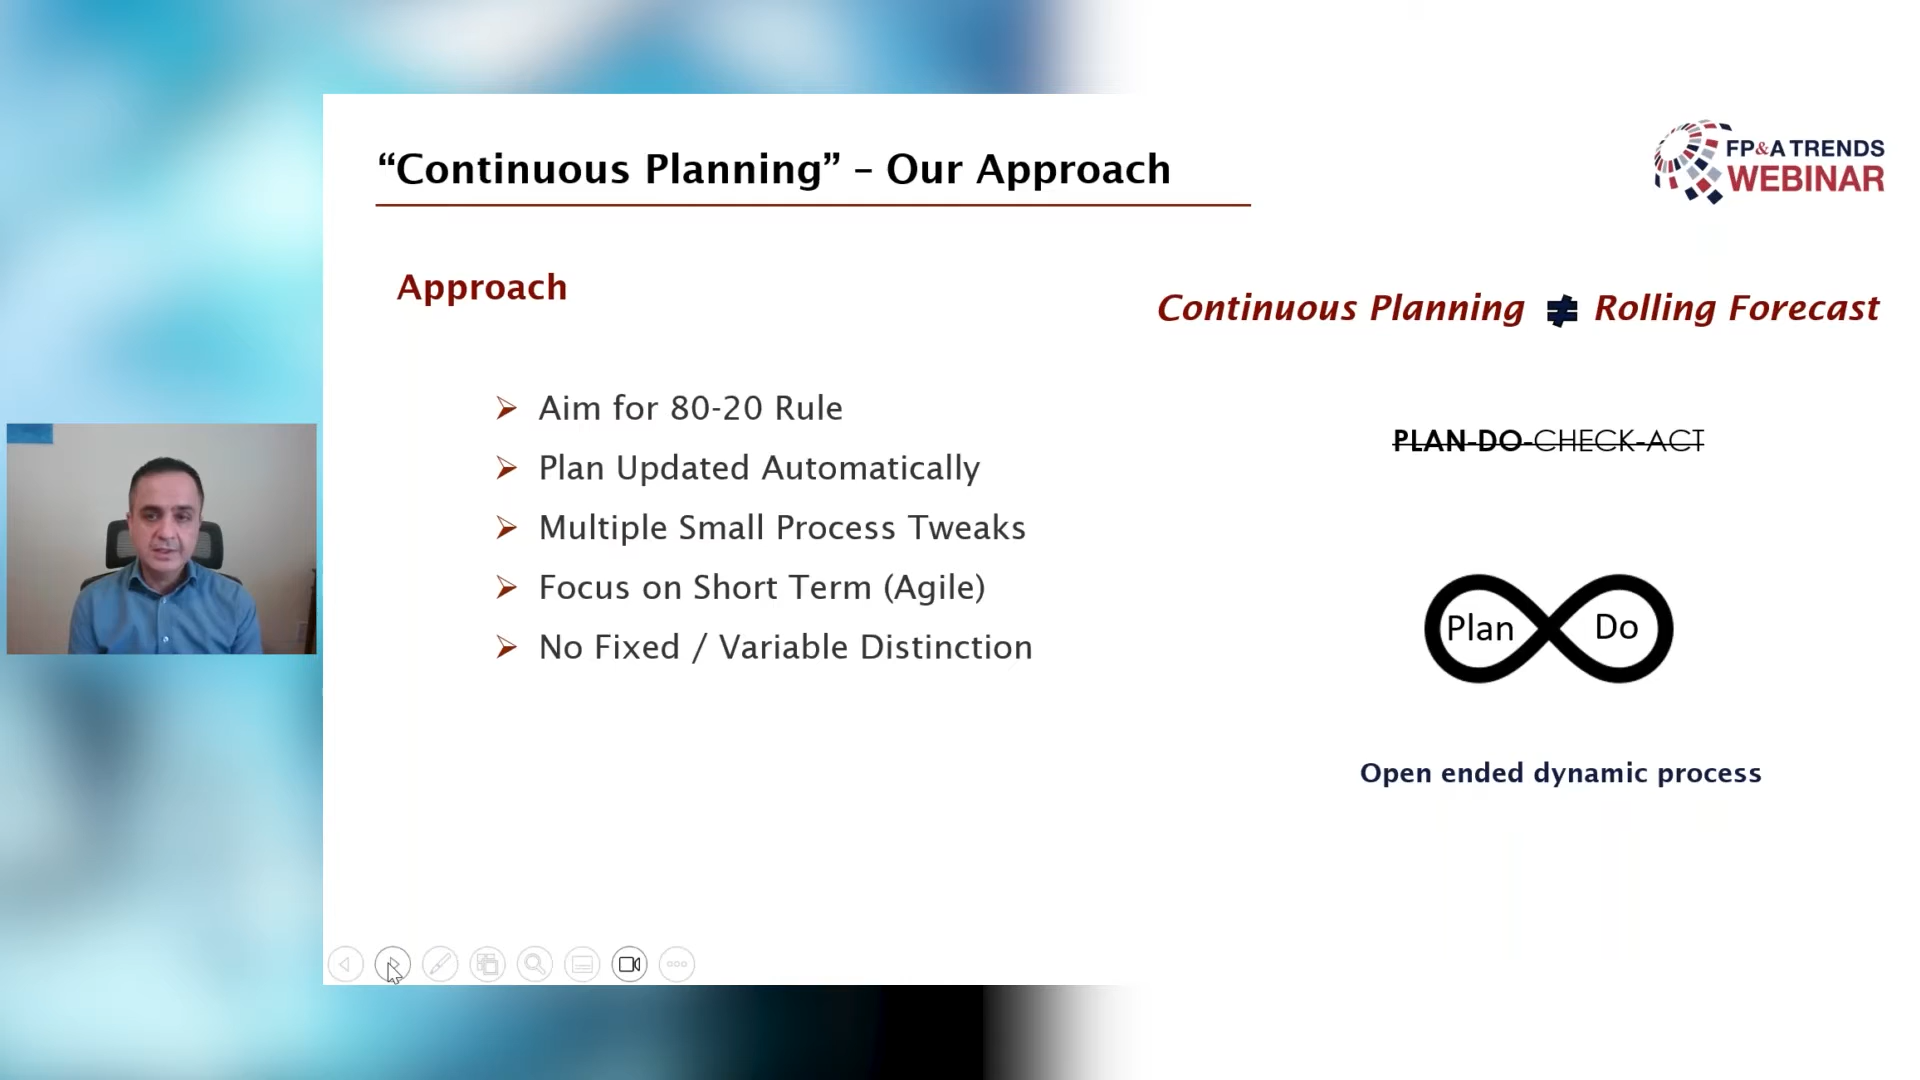 “Continuous Planning” – Our Approach
FP&A TRENDS
WEBINAR
Approach
Continuous Planning ≠ Rolling Forecast
Aim for 80-20 Rule
Plan Updated Automatically
Multiple Small Process Tweaks
Focus on Short Term (Agile)
No Fixed / Variable Distinction
PLAN-DO-CHECK-ACT
Plan Do
Open ended dynamic process